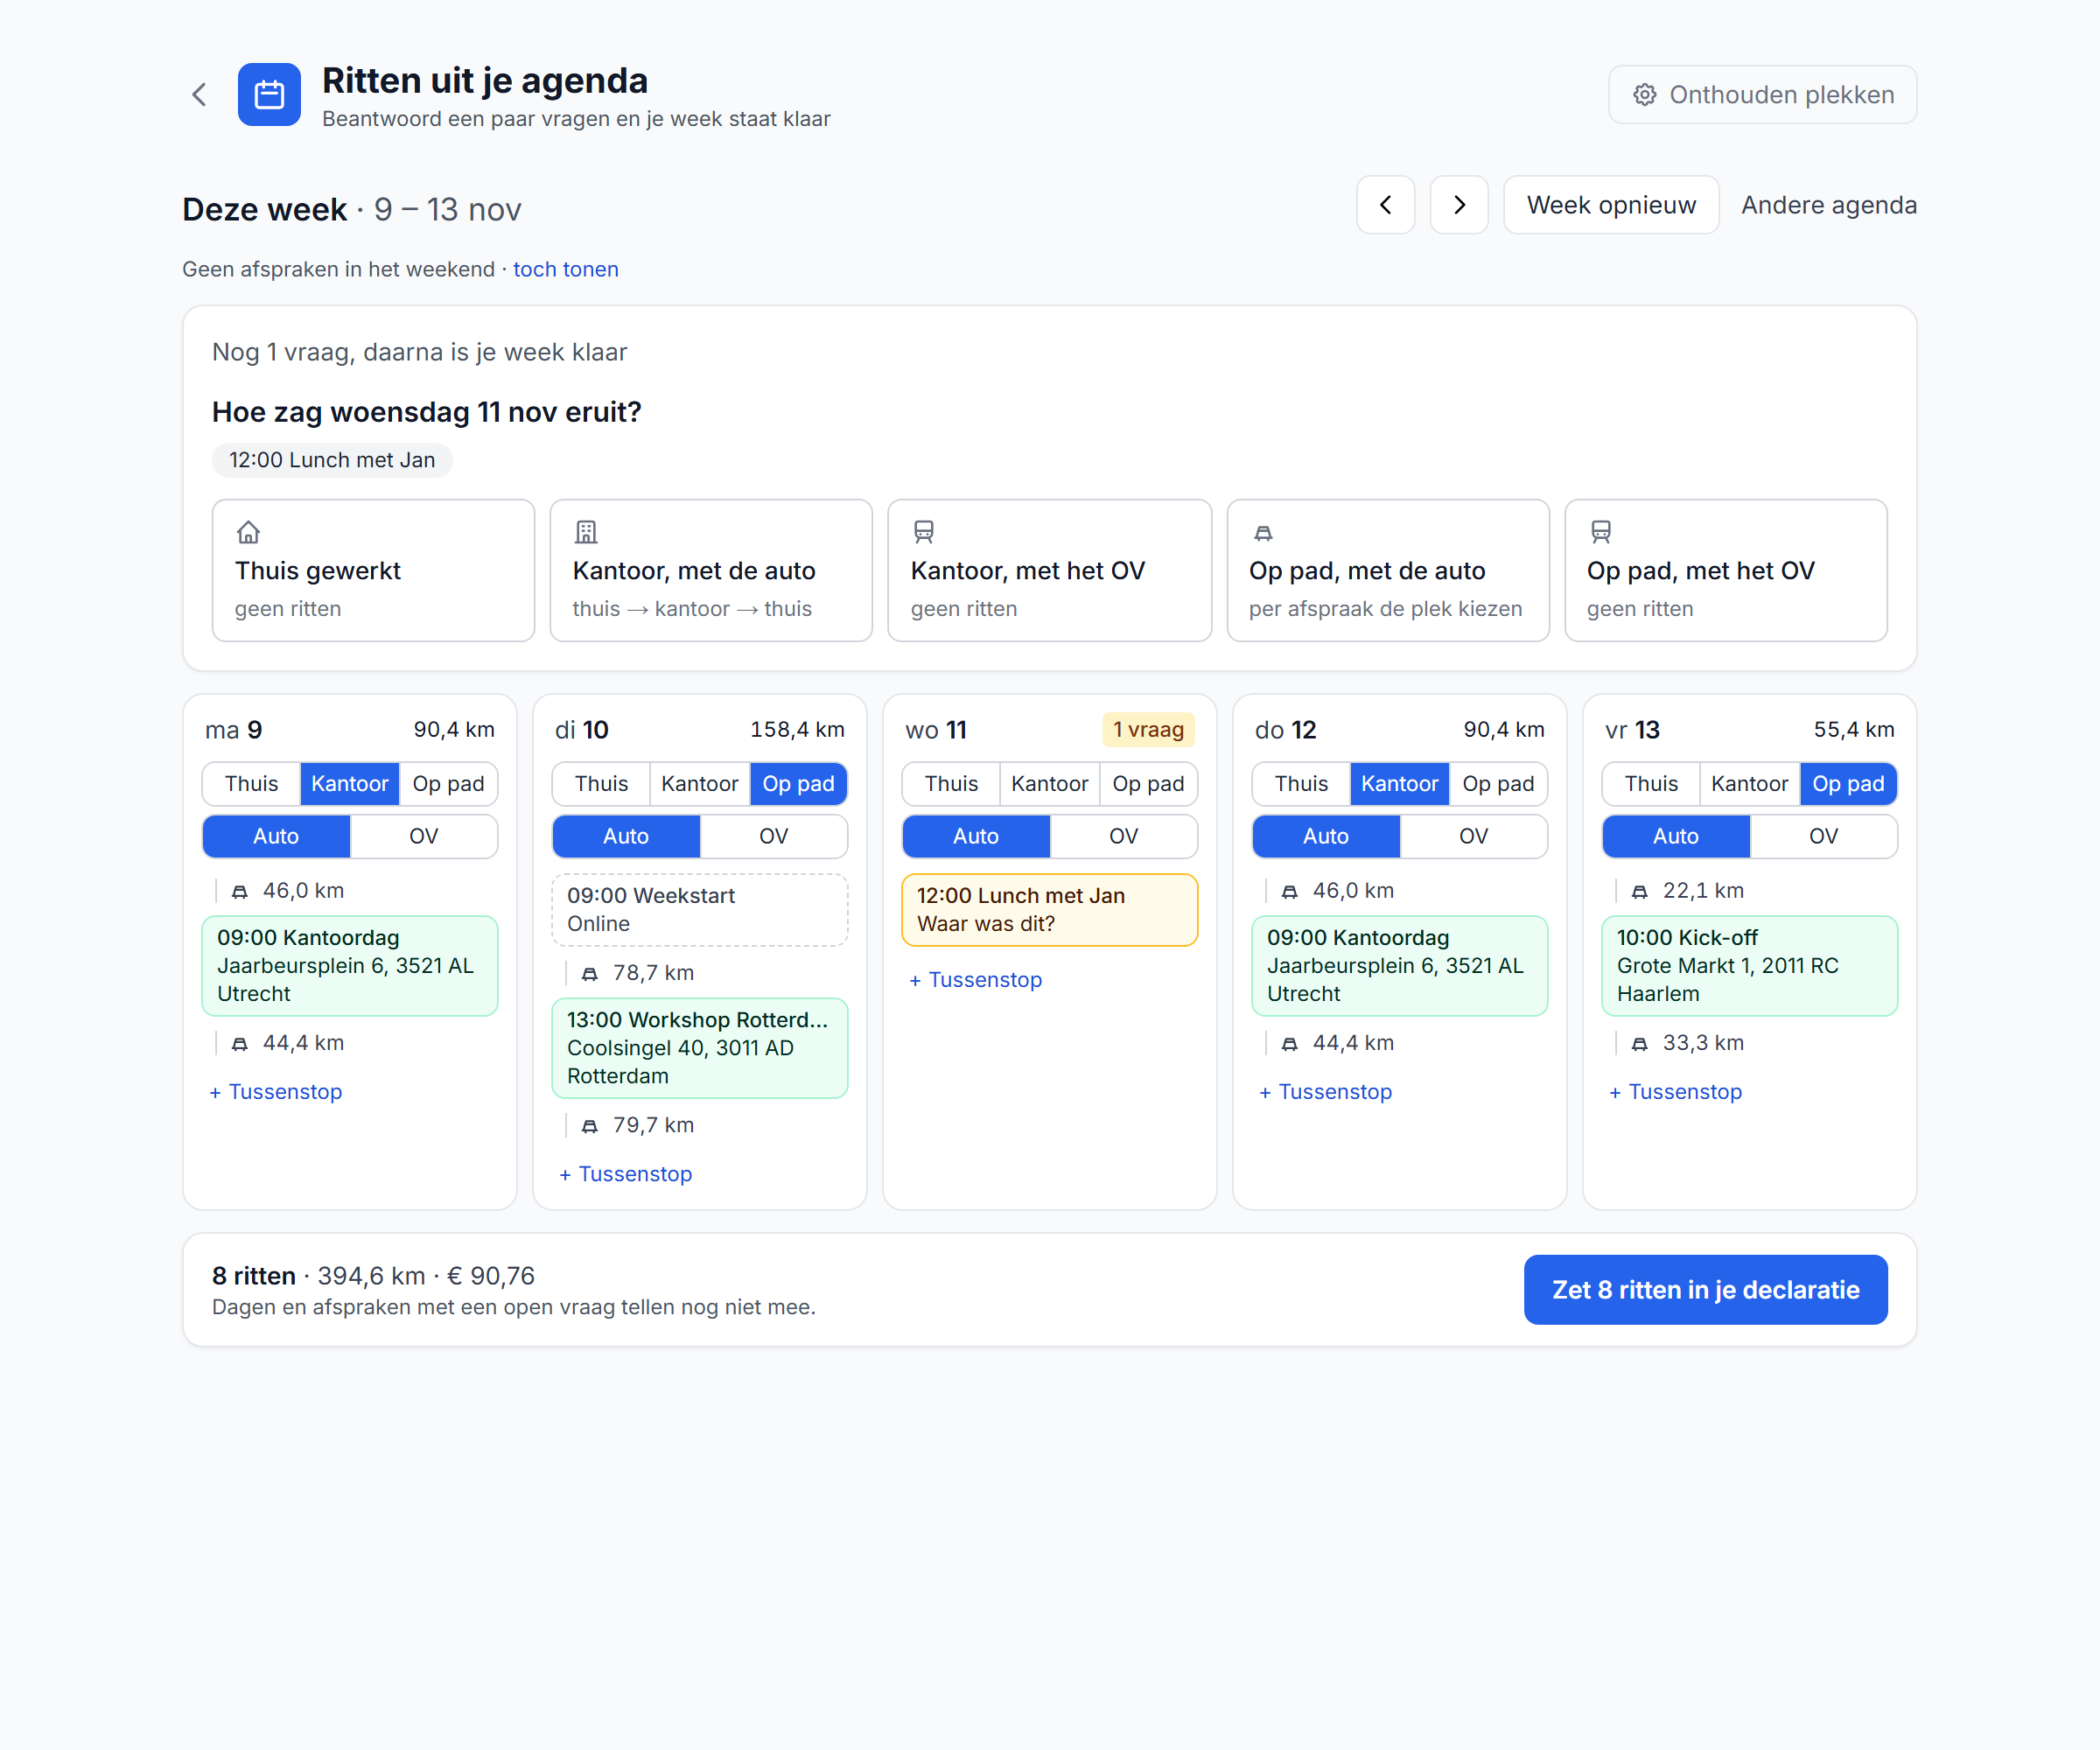 Ritten uit je agenda
Beantwoord een paar vragen en je week staat klaar
Onthouden plekken
Deze week · 9 – 13 nov
Week opnieuw
Andere agenda
Geen afspraken in het weekend · toch tonen
Nog 1 vraag, daarna is je week klaar
Hoe zag woensdag 11 nov eruit?
12:00 Lunch met Jan
Thuis gewerkt
geen ritten
Kantoor, met de auto
thuis → kantoor → thuis
Kantoor, met het OV
geen ritten
Op pad, met de auto
per afspraak de plek kiezen
Op pad, met het OV
geen ritten
ma 9
90,4 km
Thuis
Kantoor
Op pad
Auto
OV
46,0 km
09:00 Kantoordag
Jaarbeursplein 6, 3521 AL
Utrecht
44,4 km
+ Tussenstop
di 10
158,4 km
Thuis
Kantoor
Op pad
Auto
OV
09:00 Weekstart
Online
78,7 km
13:00 Workshop Rotterd...
Coolsingel 40, 3011 AD
Rotterdam
79,7 km
+ Tussenstop
wo 11
1 vraag
Thuis
Kantoor
Op pad
Auto
OV
12:00 Lunch met Jan
Waar was dit?
+ Tussenstop
do 12
90,4 km
Thuis
Kantoor
Op pad
Auto
OV
46,0 km
09:00 Kantoordag
Jaarbeursplein 6, 3521 AL
Utrecht
44,4 km
+ Tussenstop
vr 13
55,4 km
Thuis
Kantoor
Op pad
Auto
OV
22,1 km
10:00 Kick-off
Grote Markt 1, 2011 RC
Haarlem
33,3 km
+ Tussenstop
8 ritten · 394,6 km · € 90,76
Dagen en afspraken met een open vraag tellen nog niet mee.
Zet 8 ritten in je declaratie